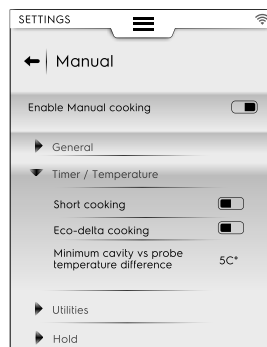 SETTINGS
Manual
Enable Manual cooking
General
Timer / Temperature
Short cooking
Eco-delta cooking
Minimum cavity vs probe
temperature difference
5C°
Utilities
Hold